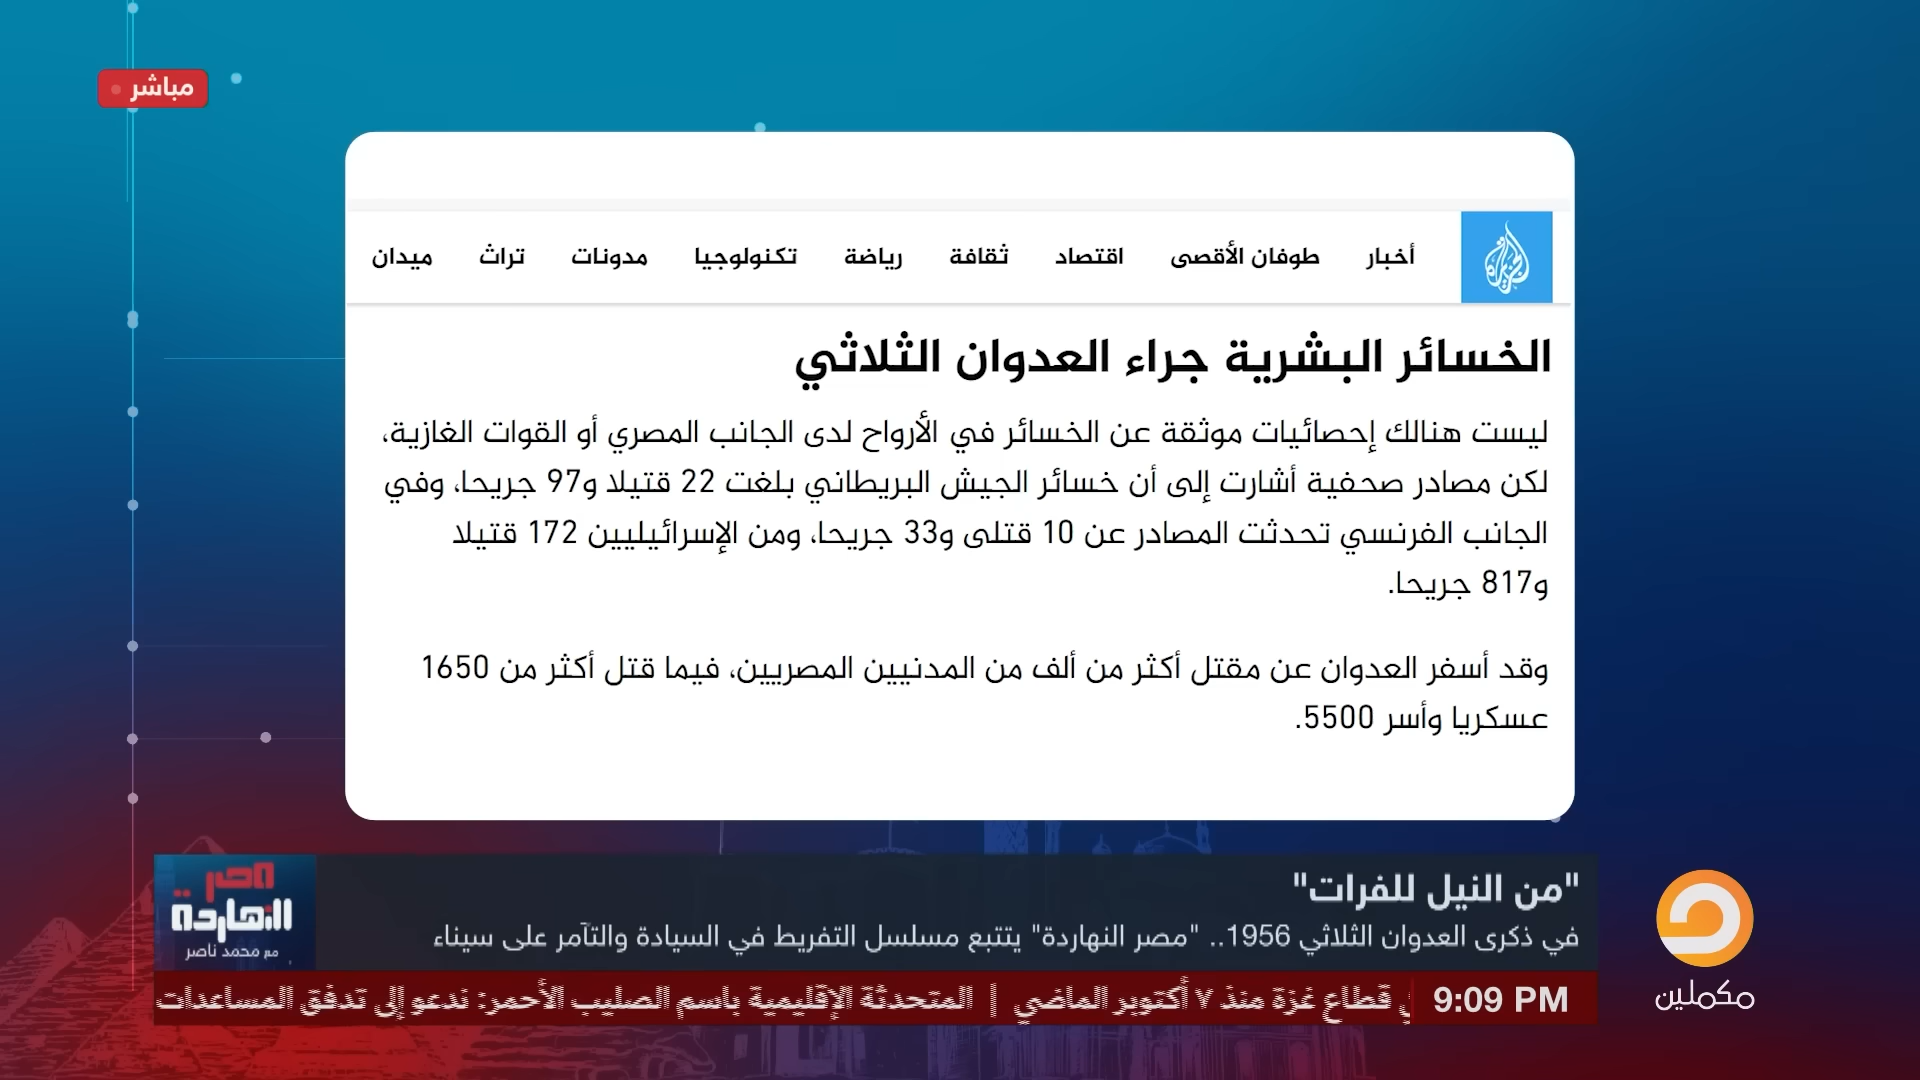 مباشر
أخبار طوفان الأقصى اقتصاد ثقافة رياضة تكنولوجيا مدونات تراث ميدان
الجزيرة
الخسائر البشرية جراء العدوان الثلاثي
ليست هنالك إحصائيات موثقة عن الخسائر في الأرواح لدى الجانب المصري أو القوات الغازية،
لكن مصادر صحفية أشارت إلى أن خسائر الجيش البريطاني بلغت 22 قتيلا و97 جريحا، وفي
الجانب الفرنسي تحدثت المصادر عن 10 قتلى و33 جريحا، ومن الإسرائيليين 172 قتيلا
و817 جريحا.
وقد أسفر العدوان عن مقتل أكثر من ألف من المدنيين المصريين، فيما قتل أكثر من 1650
عسكريا وأسر 5500.
"من النيل للفرات"
في ذكرى العدوان الثلاثي 1956.. "مصر النهاردة" يتتبع مسلسل التفريط في السيادة والتآمر على سيناء
مصر
النهاردة
مع محمد ناصر
9:09 PM
قطاع غزة منذ ٧ أكتوبر الماضي | المتحدثة الإقليمية باسم الصليب الأحمر: ندعو إلى تدفق المساعدات
مكملين